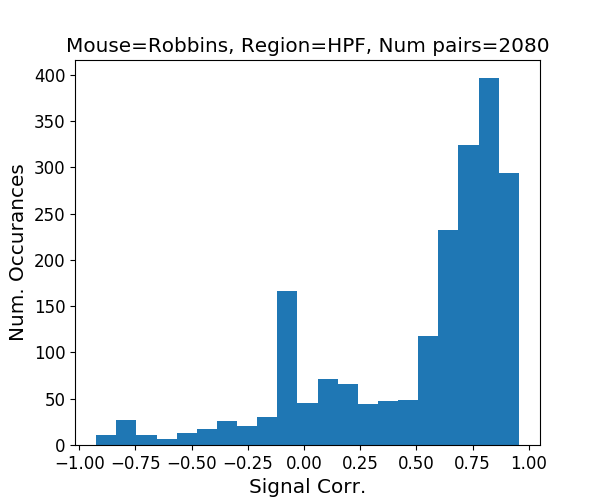 Mouse=Robbins, Region=HPF, Num pairs=2080
400
350
300
250
200
150
100
50
0
Num. Occurances
−1.00 −0.75 −0.50 −0.25 0.00 0.25 0.50 0.75 1.00
Signal Corr.